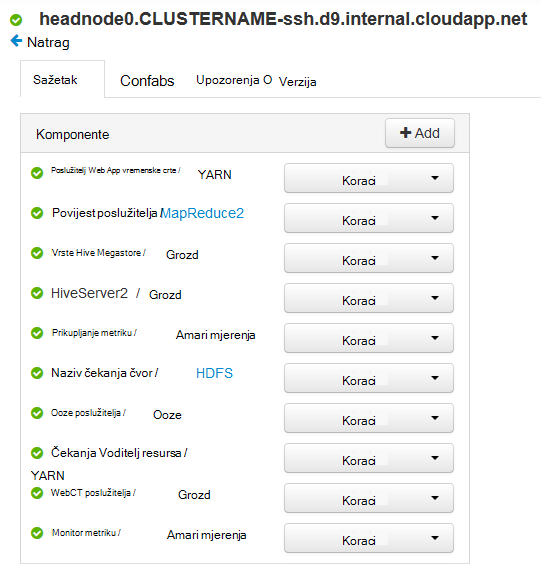 headnode0.CLUSTERNAME-ssh.d9.internal.cloudapp.net
Natrag
Sažetak Confabs Upozorenja O Verzija
Komponente Add
Poslužitelj Web App vremenske crte / YARN Koraci
Povijest poslužitelja /MapReduce2 Koraci
Vrste Hive Megastore / Grozd Koraci
HiveServer2 / Grozd Koraci
Prikupljanje metriku / Amari mjerenja Koraci
Naziv čekanja čvor / HDFS Koraci
Ooze poslužitelja / Ooze Koraci
Čekanja Voditelj resursa / Koraci
YARN
WebCT poslužitelja / Grozd Koraci
Monitor metriku / Amari mjerenja Koraci